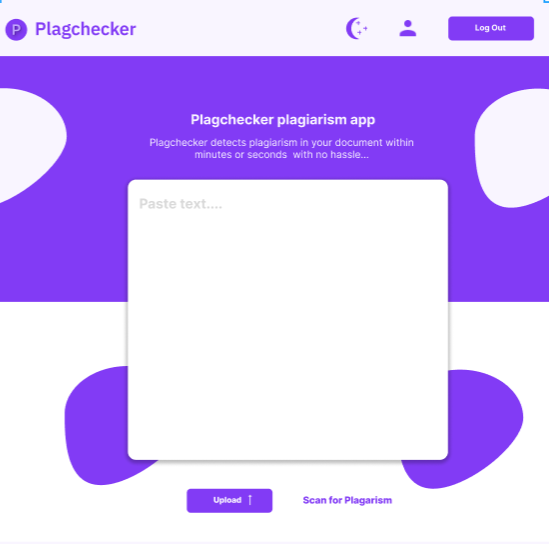 P Plagchecker
Log Out
Plagchecker plagiarism app
Plagchecker detects plagiarism in your document within
minutes or seconds with no hassle...
Paste text....
Upload
Scan for Plagarism